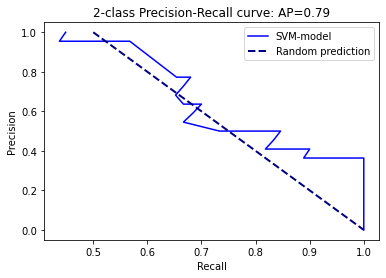 2-class Precision-Recall curve: AP=0.79
SVM-model
Random prediction
Precision
1.0
0.8
0.6
0.4
0.2
0.0
0.5 0.6 0.7 0.8 0.9 1.0
Recall